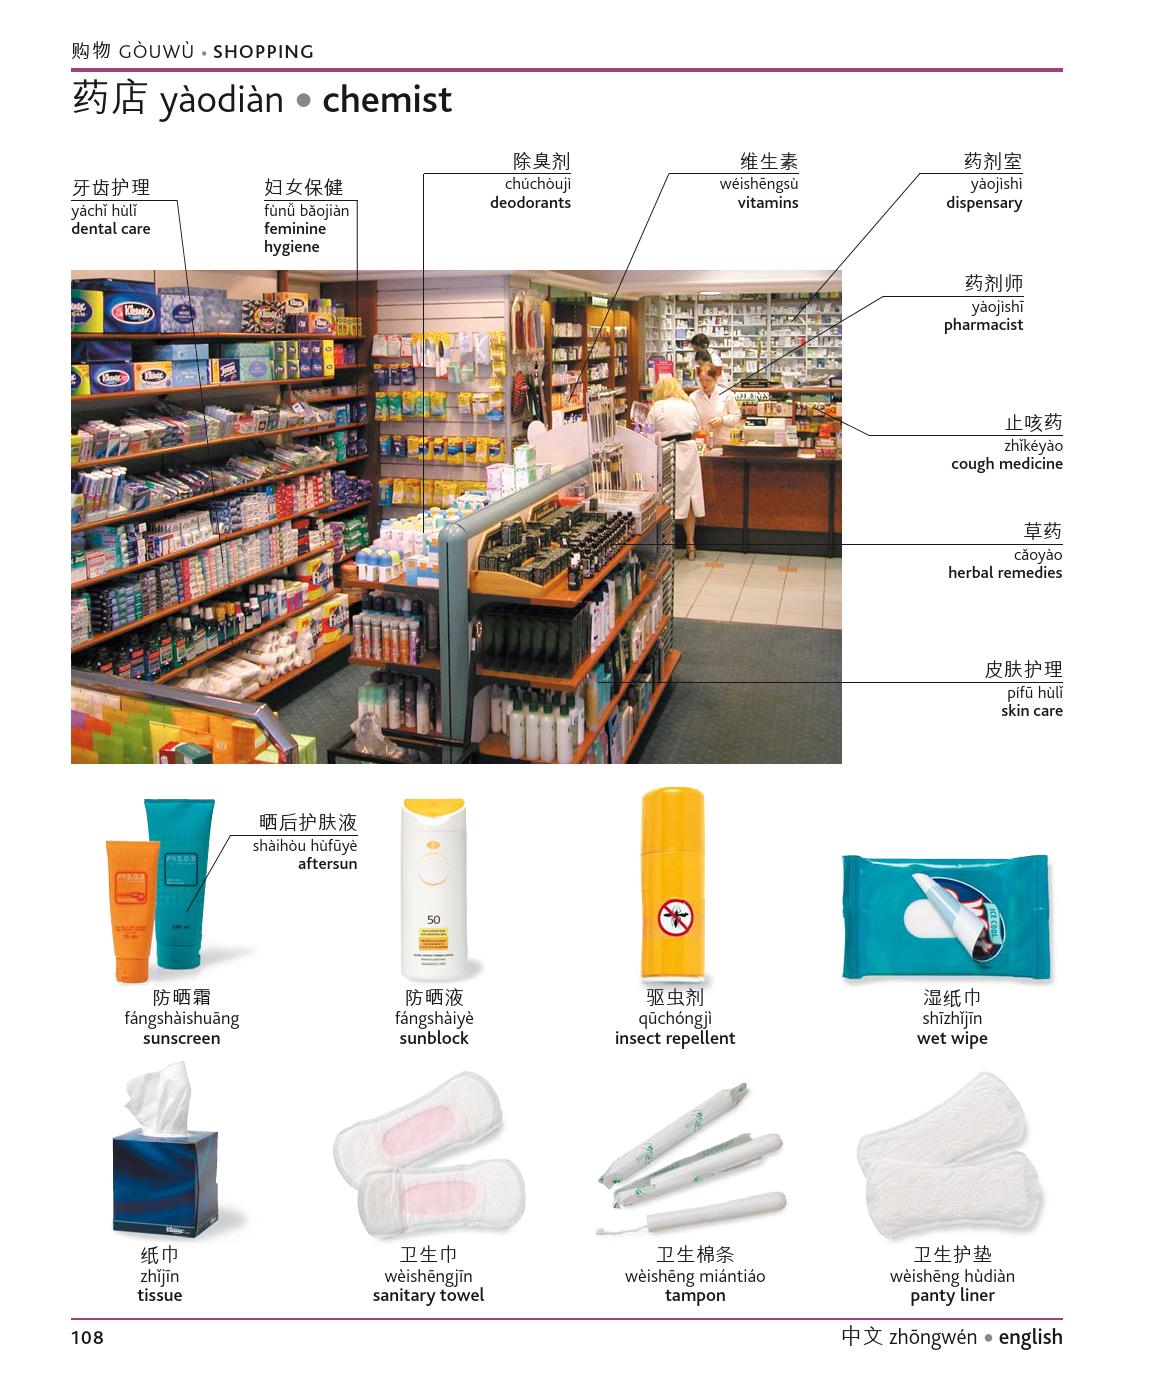 购物 GÒUWÙ • SHOPPING
药店 yàodiàn • chemist
牙齿护理
yáchǐ hùlǐ
dental care
妇女保健
fùnǚ bǎojiàn
feminine
hygiene
除臭剂
chúchòujì
deodorants
维生素
wéishēngsù
vitamins
药剂室
yàojìshì
dispensary
药剂师
yàojìshī
pharmacist
止咳药
zhǐkéyào
cough medicine
草药
cǎoyào
herbal remedies
皮肤护理
pífū hùlǐ
skin care
Kleenex
Kleenex
Kleenex
MEDICINES
晒后护肤液
shàihòu hùfūyè
aftersun
50
防晒霜
fángshàishuāng
sunscreen
防晒液
fángshàiyè
sunblock
驱虫剂
qūchóngjì
insect repellent
湿纸巾
shīzhǐjīn
wet wipe
Kleenex
纸巾
zhǐjīn
tissue
卫生巾
wèishēngjīn
sanitary towel
卫生棉条
wèishēng miántiáo
tampon
卫生护垫
wèishēng hùdiàn
panty liner
108
中文 zhōngwén • english